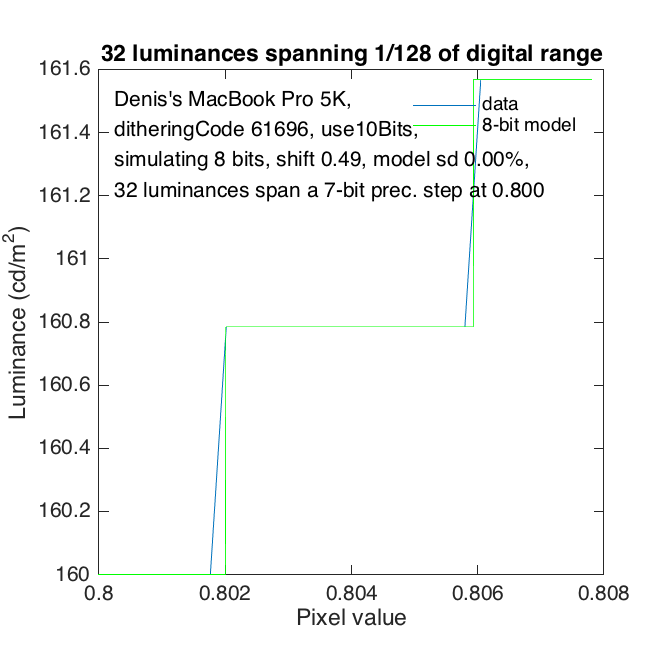 32 luminances spanning 1/128 of digital range
161.6
161.4
161.2
161
160.8
160.6
160.4
160.2
160
Luminance (cd/m²)
Denis's MacBook Pro 5K,
ditheringCode 61696, use10Bits,
simulating 8 bits, shift 0.49, model sd 0.00%,
32 luminances span a 7-bit prec. step at 0.800
data
8-bit model
0.8 0.802 0.804 0.806 0.808
Pixel value